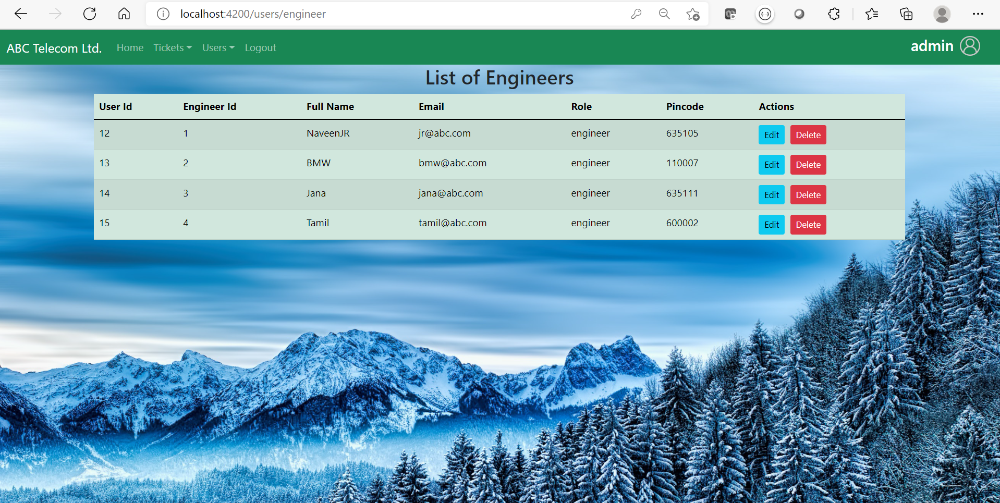 localhost:4200/users/engineer
ABC Telecom Ltd. Home Tickets Users Logout admin
List of Engineers
User Id Engineer Id Full Name Email Role Pincode Actions
12 1 NaveenJR jr@abc.com engineer 635105 Edit Delete
13 2 BMW bmw@abc.com engineer 110007 Edit Delete
14 3 Jana jana@abc.com engineer 635111 Edit Delete
15 4 Tamil tamil@abc.com engineer 600002 Edit Delete